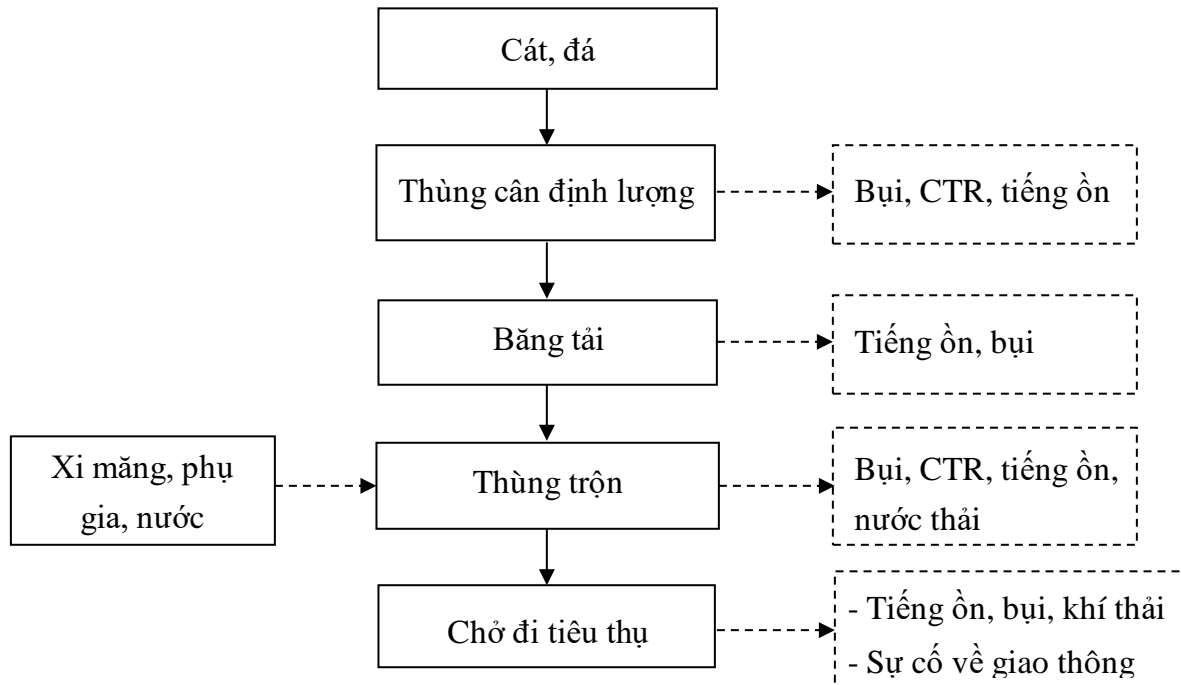 Cát, đá
Thùng cân định lượng
Bụi, CTR, tiếng ồn
Băng tải
Tiếng ồn, bụi
Xi măng, phụ
gia, nước
Thùng trộn
Bụi, CTR, tiếng ồn,
nước thải
Chở đi tiêu thụ
- Tiếng ồn, bụi, khí thải
- Sự cố về giao thông